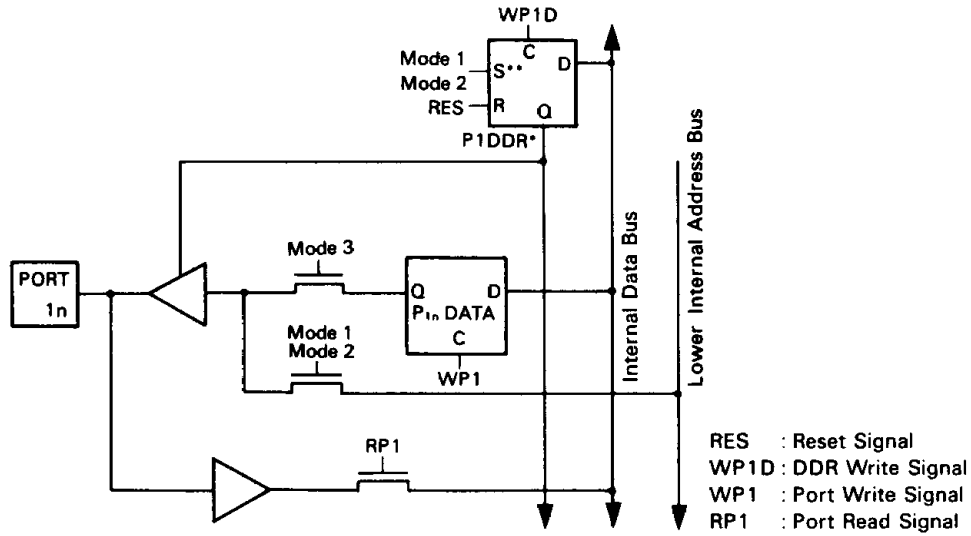 WP1D
C
Mode 1
Mode 2
S**
D
RES
R
Q
P1DDR*
Mode 3
PORT
1n
Q
D
P1n DATA
C
WP1
Mode 1
Mode 2
RP1
Internal Data Bus
Lower Internal Address Bus
RES : Reset Signal
WP1D : DDR Write Signal
WP1 : Port Write Signal
RP1 : Port Read Signal